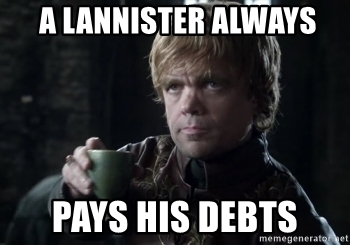 A LANNISTER ALWAYS
PAYS HIS DEBTS
memegenerator.net